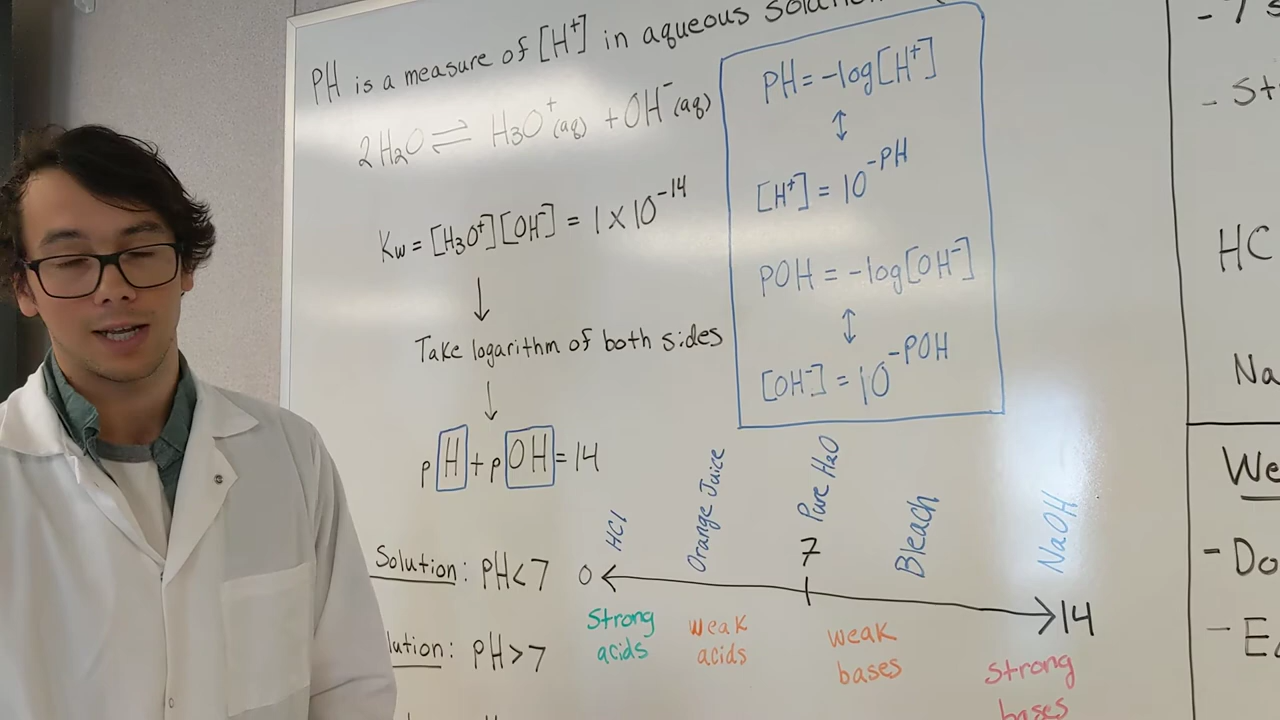 PH is a measure of [H⁺] in aqueous
2H₂O ⇌ H₃O⁺(aq) + OH⁻(aq)
Kw = [H₃O⁺][OH⁻] = 1 x 10⁻¹⁴
↓
Take logarithm of both sides
↓
pH + pOH = 14
Solution: PH<7
PH>7
PH = -log[H⁺]
↕
[H⁺] = 10⁻ᴾᴴ
POH = -log[OH⁻]
↕
[OH⁻] = 10⁻ᴾᴼᴴ
HCl
Orange Juice
Pure H₂O
Bleach
NaOH
0 7 14
Strong acids
weak acids
weak bases
Strong bases
- St
HC
Na
We
- Do